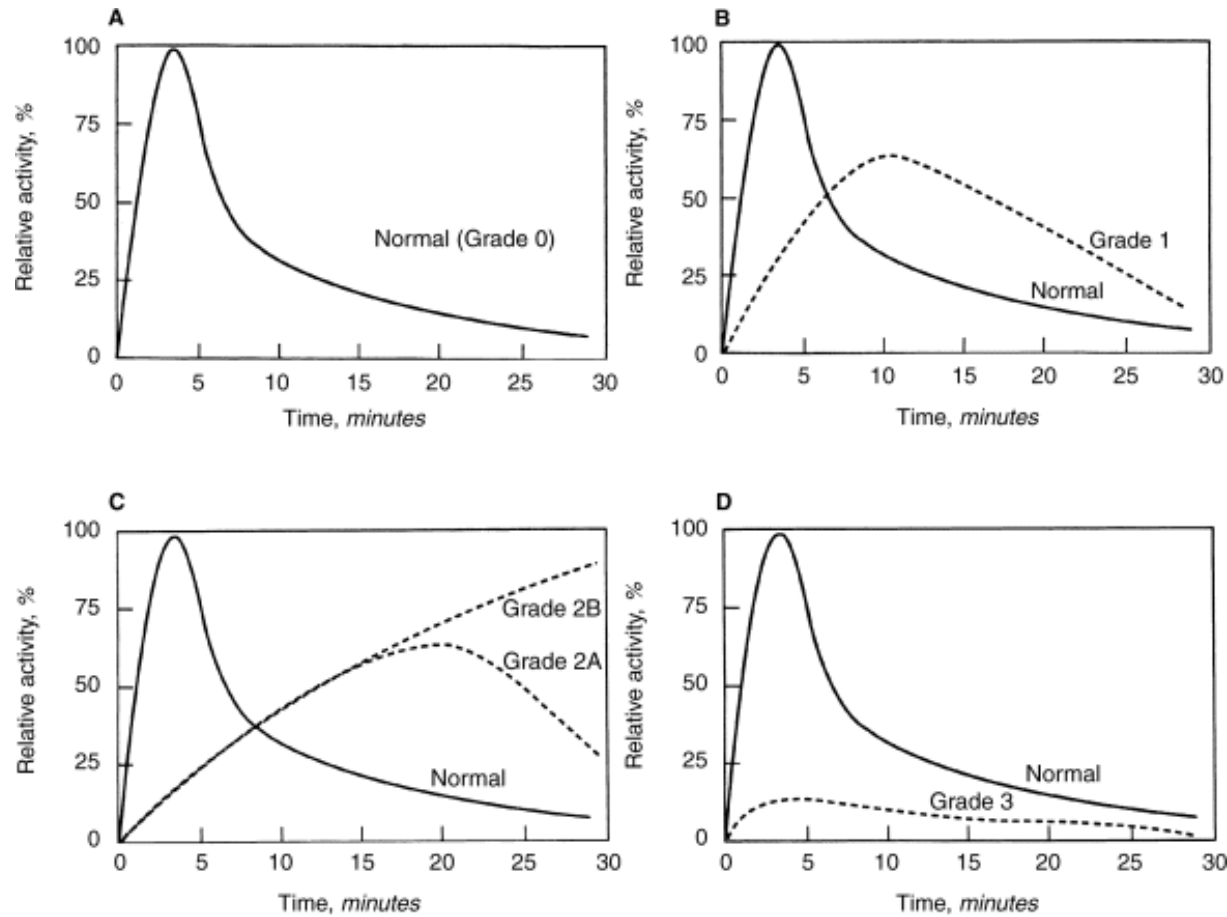 A
Relative activity, %
100
75
50
25
0
Normal (Grade 0)
0 5 10 15 20 25 30
Time, minutes
B
Relative activity, %
100
75
50
25
0
Grade 1
Normal
0 5 10 15 20 25 30
Time, minutes
C
Relative activity, %
100
75
50
25
0
Grade 2B
Grade 2A
Normal
0 5 10 15 20 25 30
Time, minutes
D
Relative activity, %
100
75
50
25
0
Normal
Grade 3
0 5 10 15 20 25 30
Time, minutes